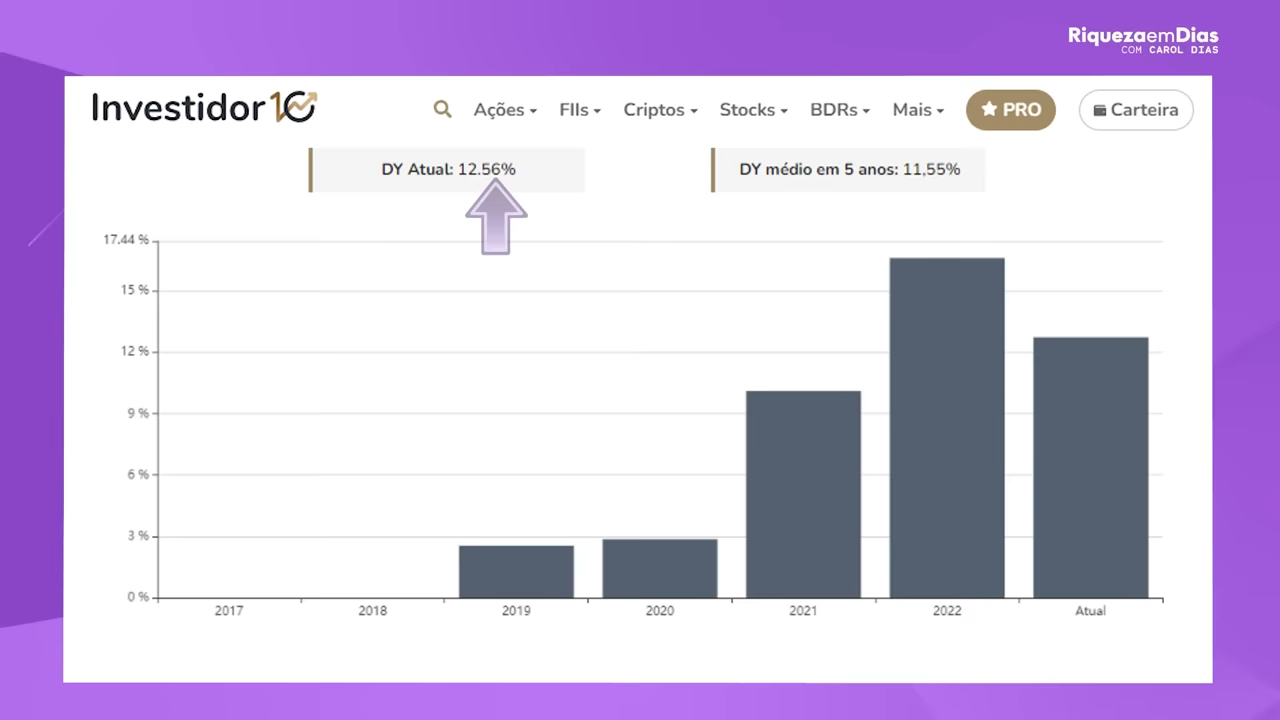 RiquezaemDias
COM CAROL DIAS
Investidor10
Ações
FIIs
Criptos
Stocks
BDRs
Mais
PRO
Carteira
DY Atual: 12.56%
DY médio em 5 anos: 11,55%
17.44 %
15 %
12 %
9 %
6 %
3 %
0 %
2017
2018
2019
2020
2021
2022
Atual